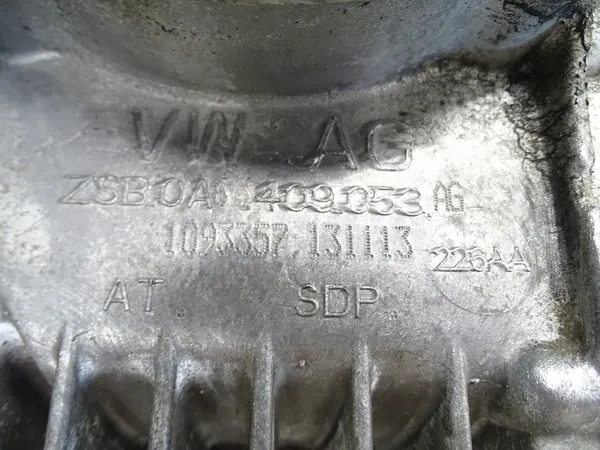 VW AG
ZSB 0A6.409.053.AG
1093357.131113
226AA
AT. SDP.